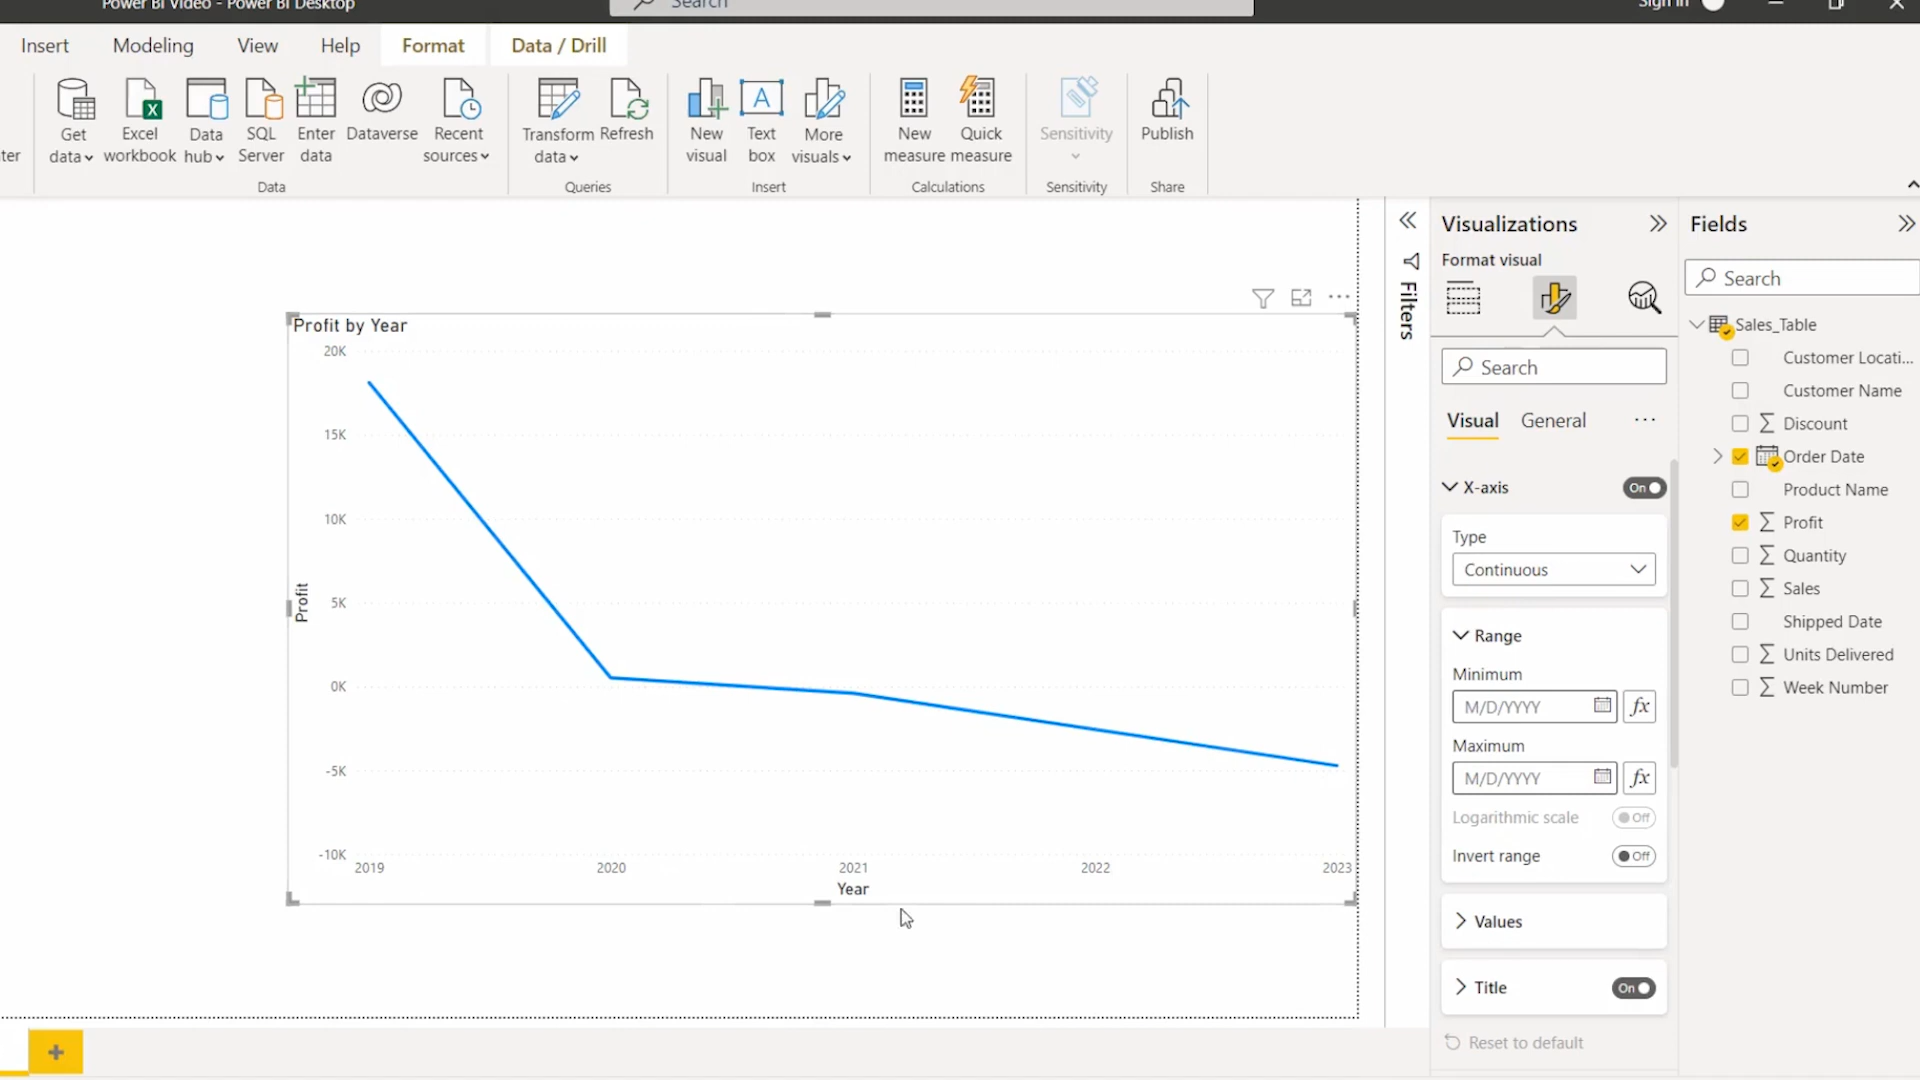 Power BI Video - Power BI Desktop
Search
Sign in
Insert
Modeling
View
Help
Format
Data / Drill
ter
Get
data
Excel
workbook
Data
hub
SQL
Server
Enter
data
Dataverse
Recent
sources
Transform
data
Refresh
New
visual
Text
box
More
visuals
New
measure
Quick
measure
Sensitivity
Publish
Data
Queries
Insert
Calculations
Sensitivity
Share
Profit by Year
20K
15K
10K
5K
0K
-5K
-10K
Profit
2019
2020
2021
2022
2023
Year
Filters
Visualizations
Format visual
Search
Visual
General
X-axis
On
Type
Continuous
Range
Minimum
M/D/YYYY
fx
Maximum
M/D/YYYY
fx
Logarithmic scale
Off
Invert range
Off
Values
Title
On
Reset to default
Fields
Search
Sales_Table
Customer Locati...
Customer Name
Discount
Order Date
Product Name
Profit
Quantity
Sales
Shipped Date
Units Delivered
Week Number